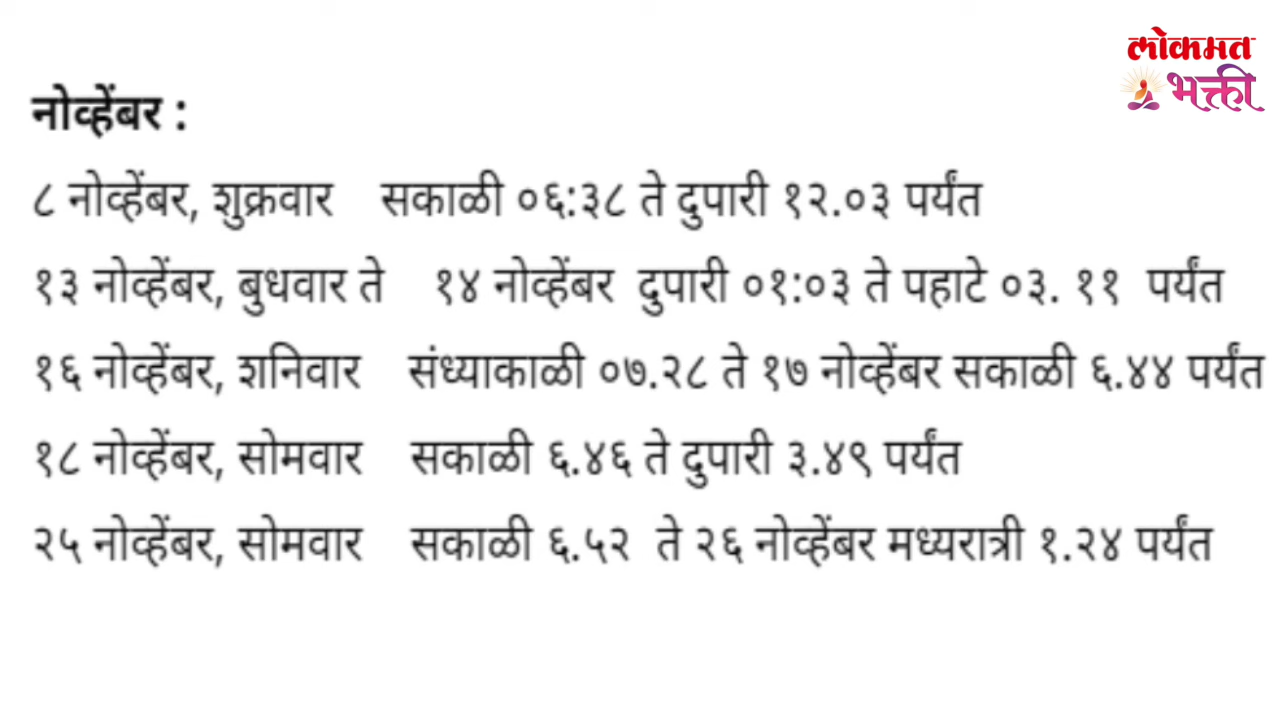 लोकमत
भक्ती
नोव्हेंबर :
८ नोव्हेंबर, शुक्रवार सकाळी ०६:३८ ते दुपारी १२.०३ पर्यंत
१३ नोव्हेंबर, बुधवार ते १४ नोव्हेंबर दुपारी ०१:०३ ते पहाटे ०३. ११ पर्यंत
१६ नोव्हेंबर, शनिवार संध्याकाळी ०७.२८ ते १७ नोव्हेंबर सकाळी ६.४४ पर्यंत
१८ नोव्हेंबर, सोमवार सकाळी ६.४६ ते दुपारी ३.४९ पर्यंत
२५ नोव्हेंबर, सोमवार सकाळी ६.५२ ते २६ नोव्हेंबर मध्यरात्री १.२४ पर्यंत